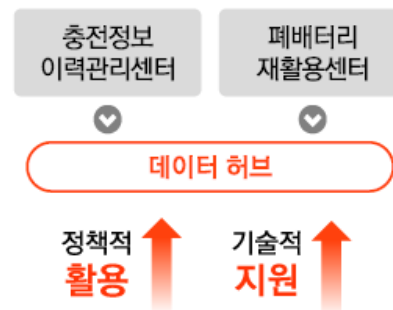 충전정보
이력관리센터
폐배터리
재활용센터
데이터 허브
정책적
활용
기술적
지원